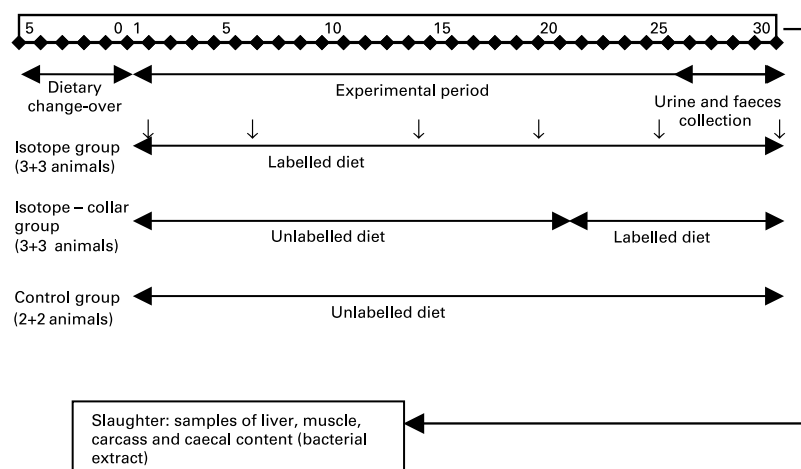 5 0 1 5 10 15 20 25 30
Dietary
change-over
Experimental period
Urine and faeces
collection
Isotope group
(3+3 animals)
Labelled diet
Isotope – collar
group
(3+3 animals)
Unlabelled diet
Labelled diet
Control group
(2+2 animals)
Unlabelled diet
Slaughter: samples of liver, muscle,
carcass and caecal content (bacterial
extract)